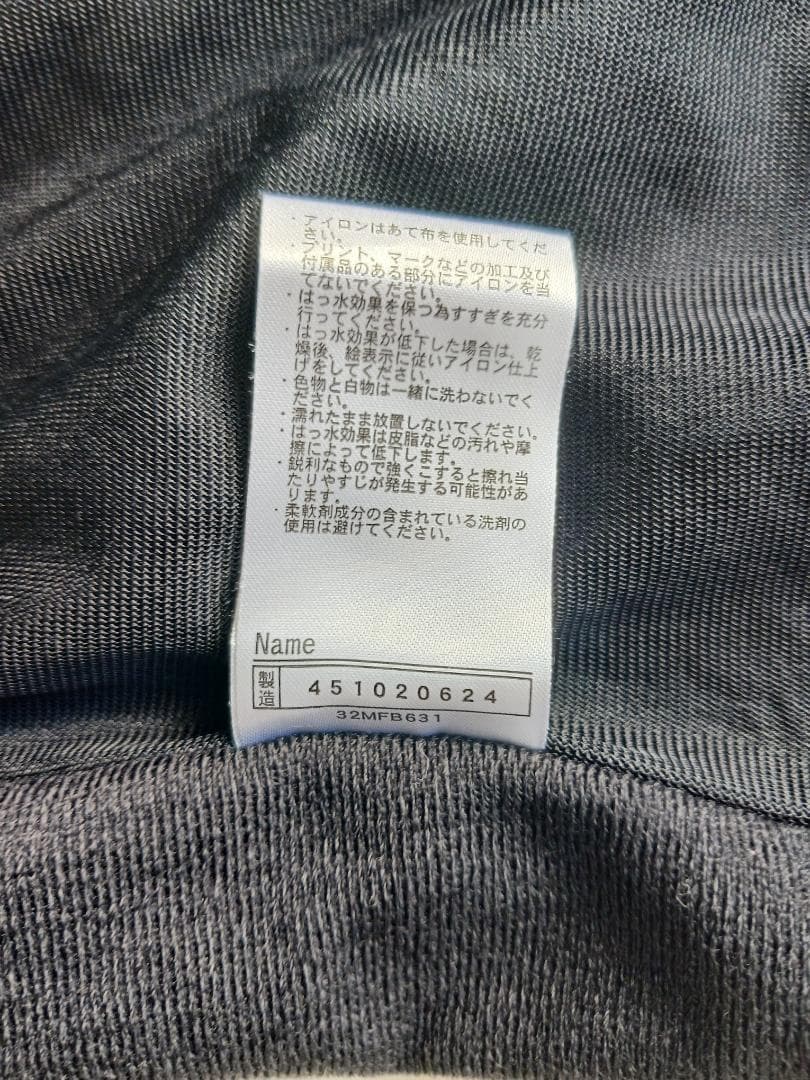 ・アイロンはあて布を使用してくだ
さい。
・プリント、マークなどの加工及び
付属品のある部分にアイロンを当
てないでください。
・はっ水効果を保つ為すすぎを充分
行ってください。
・はっ水効果が低下した場合は、乾
燥後、絵表示に従いアイロン仕上
げをしてください。
・色物と白物は一緒に洗わないでく
ださい。
・濡れたまま放置しないでください。
・はっ水効果は皮脂などの汚れや摩
擦によって低下します。
・鋭利なもので強くこすると擦れ当
たりやすじが発生する可能性があ
ります。
・柔軟剤成分の含まれている洗剤の
使用は避けてください。
Name
製造 451020624
32MFB631